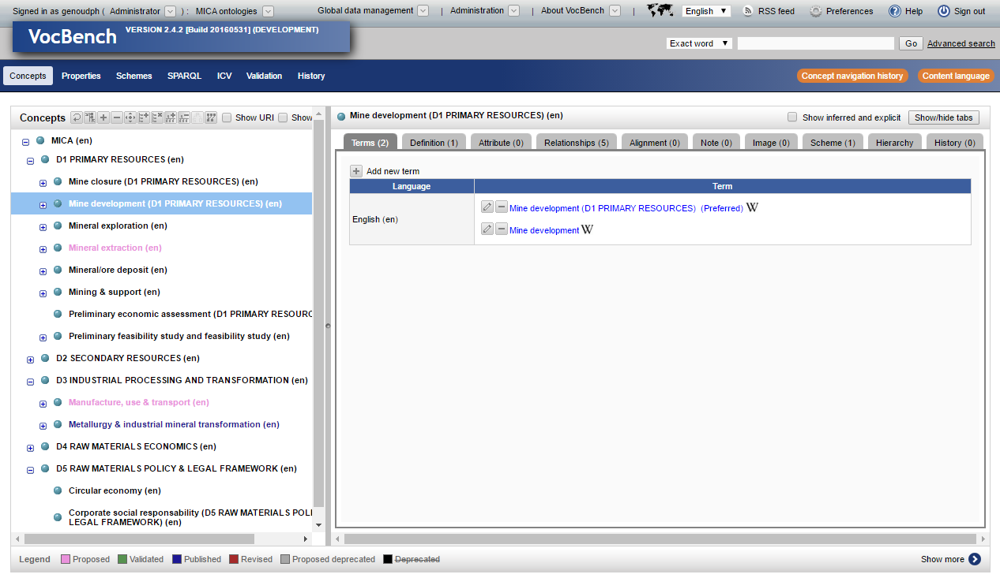 Signed in as genoudph ( Administrator ) : MICA ontologies Global data management | Administration | About VocBench | English ▼ RSS feed Preferences Help Sign out
VocBench VERSION 2.4.2 [Build 20160531] (DEVELOPMENT)
Exact word ▼ Go Advanced search
Concepts Properties Schemes SPARQL ICV Validation History Concept navigation history Content language
Concepts Show URI Show
MICA (en)
D1 PRIMARY RESOURCES (en)
Mine closure (D1 PRIMARY RESOURCES) (en)
Mine development (D1 PRIMARY RESOURCES) (en)
Mineral exploration (en)
Mineral extraction (en)
Mineral/ore deposit (en)
Mining & support (en)
Preliminary economic assessment (D1 PRIMARY RESOURC
Preliminary feasibility study and feasibility study (en)
D2 SECONDARY RESOURCES (en)
D3 INDUSTRIAL PROCESSING AND TRANSFORMATION (en)
Manufacture, use & transport (en)
Metallurgy & industrial mineral transformation (en)
D4 RAW MATERIALS ECONOMICS (en)
D5 RAW MATERIALS POLICY & LEGAL FRAMEWORK (en)
Circular economy (en)
Corporate social responsability (D5 RAW MATERIALS POLI
LEGAL FRAMEWORK) (en)
Mine development (D1 PRIMARY RESOURCES) (en) Show inferred and explicit Show/hide tabs
Terms (2) Definition (1) Attribute (0) Relationships (5) Alignment (0) Note (0) Image (0) Scheme (1) Hierarchy History (0)
Add new term
Language Term
English (en)
Mine development (D1 PRIMARY RESOURCES) (Preferred) W
Mine development W
Legend Proposed Validated Published Revised Proposed deprecated Deprecated Show more